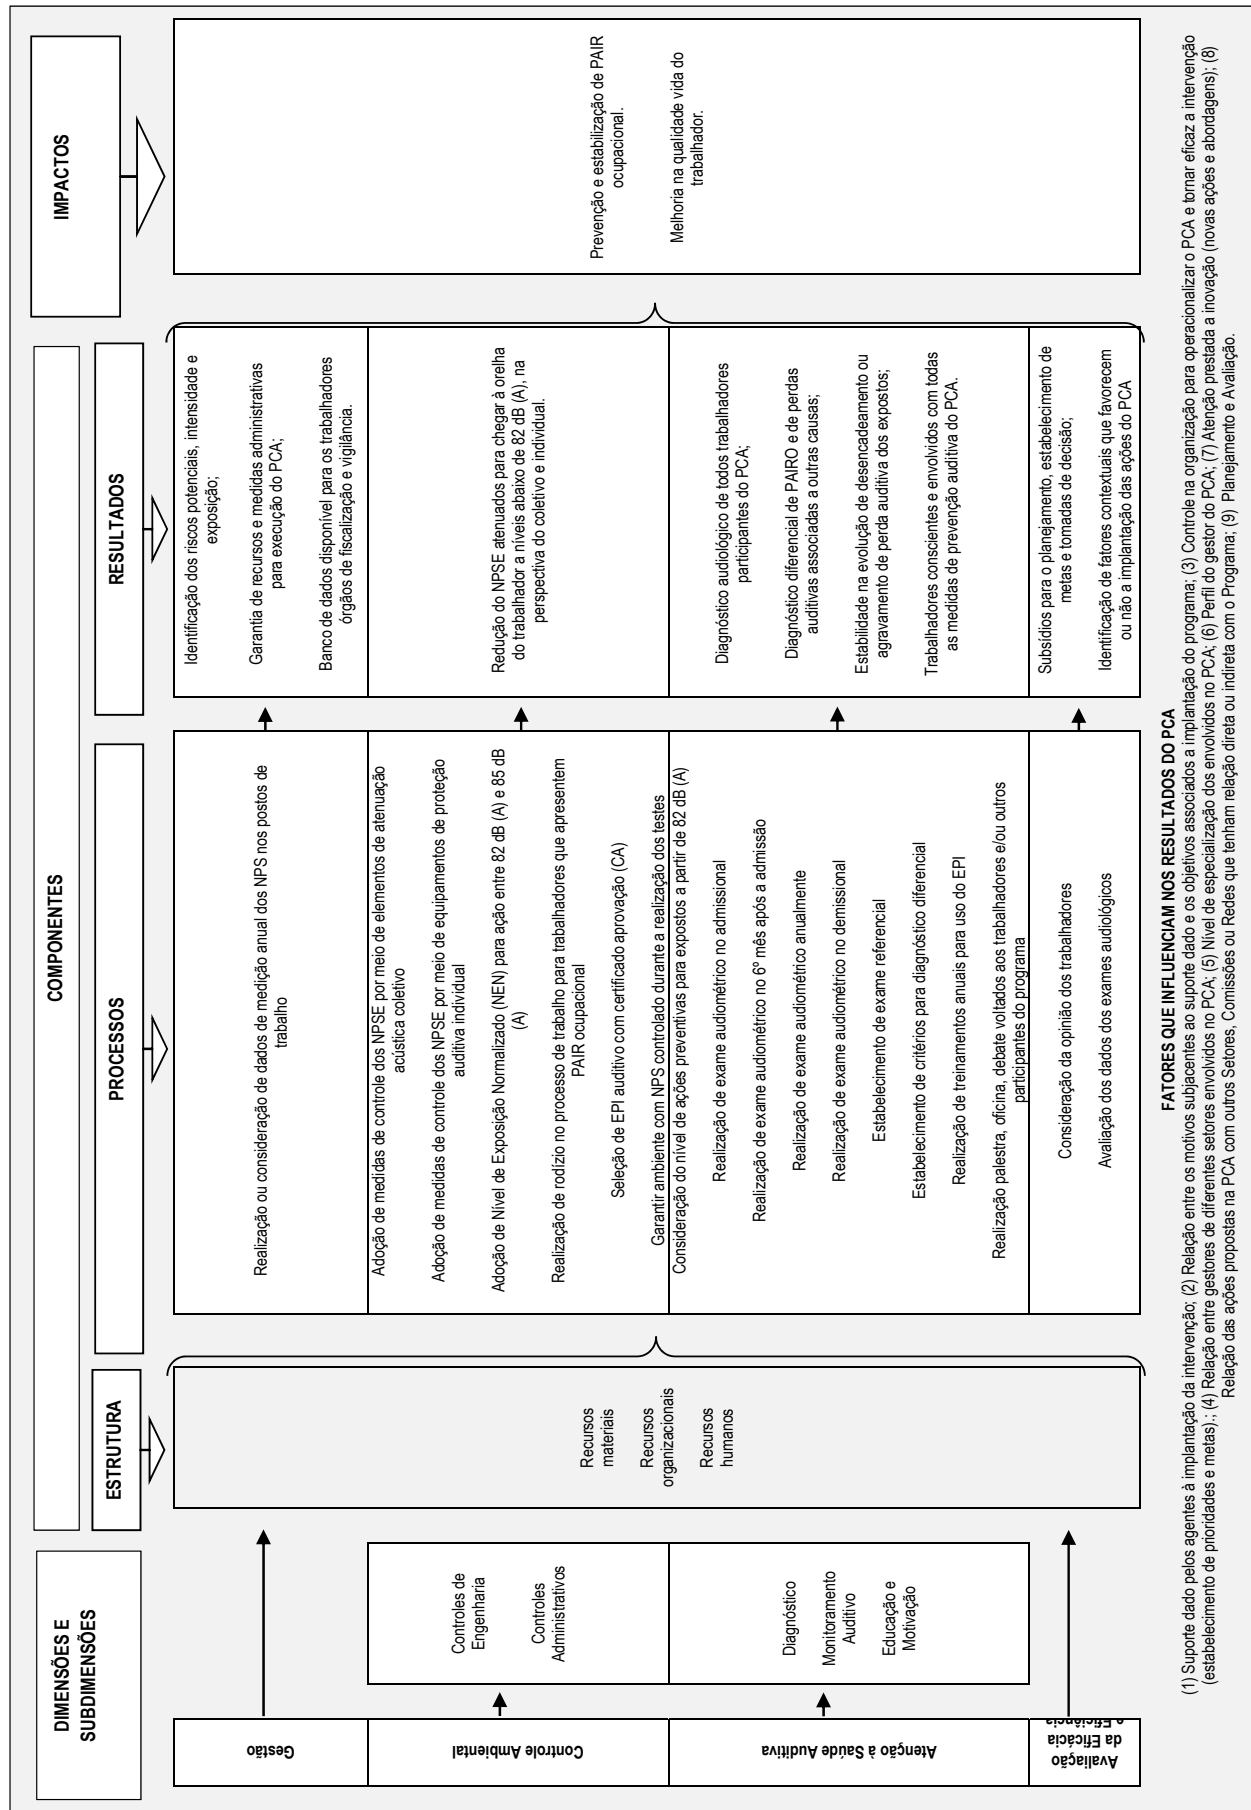 DIMENSÕES E
SUBDIMENSÕES
COMPONENTES
ESTRUTURA
PROCESSOS
RESULTADOS
IMPACTOS
Gestão
Controle Ambiental
Atenção à Saúde Auditiva
Avaliação
da Eficácia
e Eficiência
Controles de
Engenharia
Controles
Administrativos
Diagnóstico
Monitoramento
Auditivo
Educação e
Motivação
Recursos
materiais
Recursos
organizacionais
Recursos
humanos
Realização ou consideração de dados de medição anual dos NPS nos postos de
trabalho
Adoção de medidas de controle dos NPSE por meio de elementos de atenuação
acústica coletivo
Adoção de medidas de controle dos NPSE por meio de equipamentos de proteção
auditiva individual
Adoção de Nível de Exposição Normalizado (NEN) para ação entre 82 dB (A) e 85 dB
(A)
Realização de rodízio no processo de trabalho para trabalhadores que apresentem
PAIR ocupacional
Seleção de EPI auditivo com certificado aprovação (CA)
Garantir ambiente com NPS controlado durante a realização dos testes
Consideração do nível de ações preventivas para expostos a partir de 82 dB (A)
Realização de exame audiométrico no admissional
Realização de exame audiométrico no 6º mês após a admissão
Realização de exame audiométrico anualmente
Realização de exame audiométrico no demissional
Estabelecimento de exame referencial
Estabelecimento de critérios para diagnóstico diferencial
Realização de treinamentos anuais para uso do EPI
Realização palestra, oficina, debate voltados aos trabalhadores e/ou outros
participantes do programa
Consideração da opinião dos trabalhadores
Avaliação dos dados dos exames audiológicos
Identificação dos riscos potenciais, intensidade e
exposição;
Garantia de recursos e medidas administrativas
para execução do PCA;
Banco de dados disponível para os trabalhadores
órgãos de fiscalização e vigilância.
Redução do NPSE atenuados para chegar à orelha
do trabalhador a níveis abaixo de 82 dB (A), na
perspectiva do coletivo e individual.
Diagnóstico audiológico de todos trabalhadores
participantes do PCA;
Diagnóstico diferencial de PAIRO e de perdas
auditivas associadas a outras causas;
Estabilidade na evolução de desencadeamento ou
agravamento de perda auditiva dos expostos;
Trabalhadores conscientes e envolvidos com todas
as medidas de prevenção auditiva do PCA.
Subsídios para o planejamento, estabelecimento de
metas e tomadas de decisão;
Identificação de fatores contextuais que favorecem
ou não a implantação das ações do PCA
Prevenção e estabilização de PAIR
ocupacional.
Melhoria na qualidade vida do
trabalhador.
FATORES QUE INFLUENCIAM NOS RESULTADOS DO PCA
(1) Suporte dado pelos agentes à implantação da intervenção; (2) Relação entre os motivos subjacentes ao suporte dado e os objetivos associados a implantação do programa; (3) Controle na organização para operacionalizar o PCA e tornar eficaz a intervenção
(estabelecimento de prioridades e metas).; (4) Relação entre gestores de diferentes setores envolvidos no PCA; (5) Nível de especialização dos envolvidos no PCA; (6) Perfil do gestor do PCA; (7) Atenção prestada a inovação (novas ações e abordagens); (8)
Relação das ações propostas na PCA com outros Setores, Comissões ou Redes que tenham relação direta ou indireta com o Programa; (9) Planejamento e Avaliação.